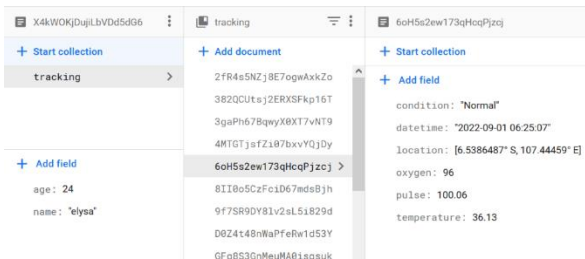 X4kWOKjDujiLbVDd5dG6
Start collection
tracking
Add field
age: 24
name: "elysa"
tracking
Add document
2fR4s5NZj8E7ogwAxkZo
382QCUtsj2ERXSFkp16T
3gaPh67BqwyX0XT7vNT9
4MTGTjsfZi07bxvYQjDy
6oH5s2ew173qHcqPjzcj
8II0o5CzFciD67mdsBjh
9f7SR9DY8lv2sL5i829d
D0Z4t48nWaPfeRw1d53Y
GFo8S3GnMeuMA0isosuk
6oH5s2ew173qHcqPjzcj
Start collection
Add field
condition: "Normal"
datetime: "2022-09-01 06:25:07"
location: [6.5386487° S, 107.44459° E]
oxygen: 96
pulse: 100.06
temperature: 36.13